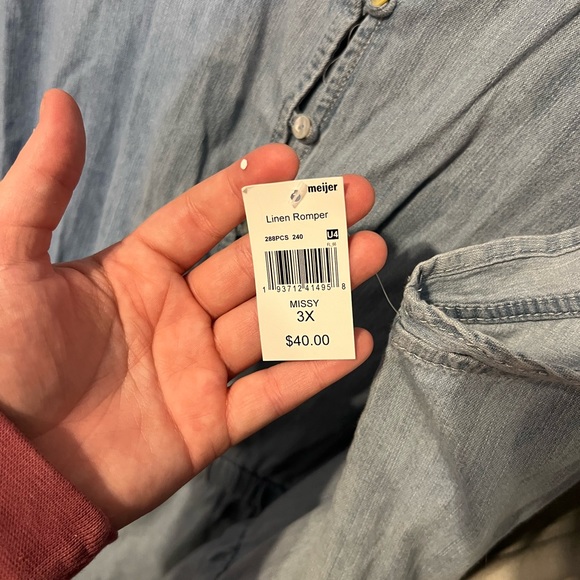 meijer
Linen Romper
288PCS 240 U4
1 93712 41495 8
MISSY
3X
$40.00